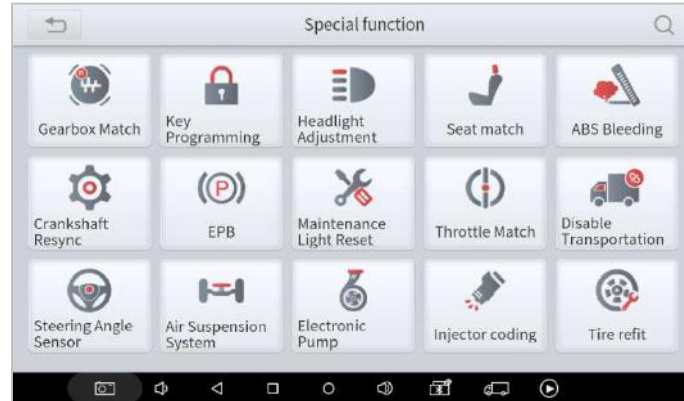 Special function
Gearbox Match
Key
Programming
Headlight
Adjustment
Seat match
ABS Bleeding
Crankshaft
Resync
EPB
Maintenance
Light Reset
Throttle Match
Disable
Transportation
Steering Angle
Sensor
Air Suspension
System
Electronic
Pump
Injector coding
Tire refit